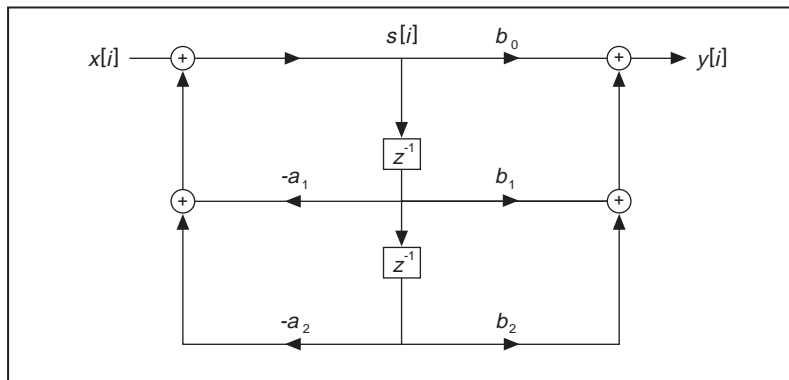 s[i] b₀
x[i] + + y[i]
z⁻¹
-a₁ b₁
+ +
z⁻¹
-a₂ b₂